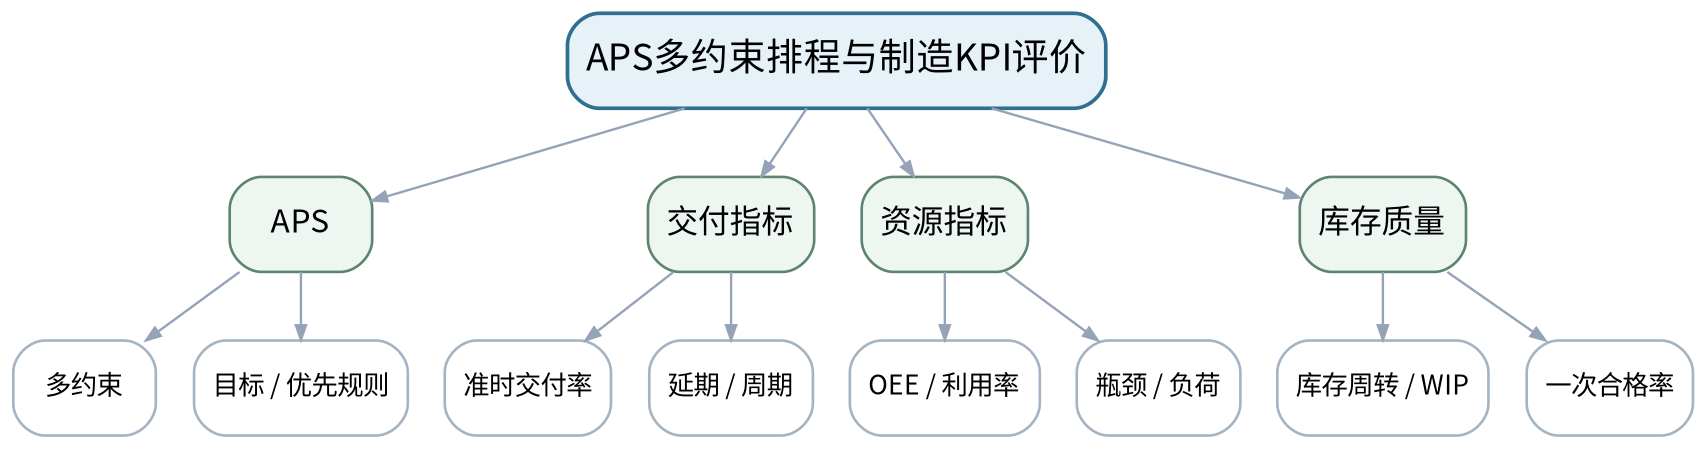 APS多约束排程与制造KPI评价
APS
交付指标
资源指标
库存质量
多约束
目标 / 优先规则
准时交付率
延期 / 周期
OEE / 利用率
瓶颈 / 负荷
库存周转 / WIP
一次合格率